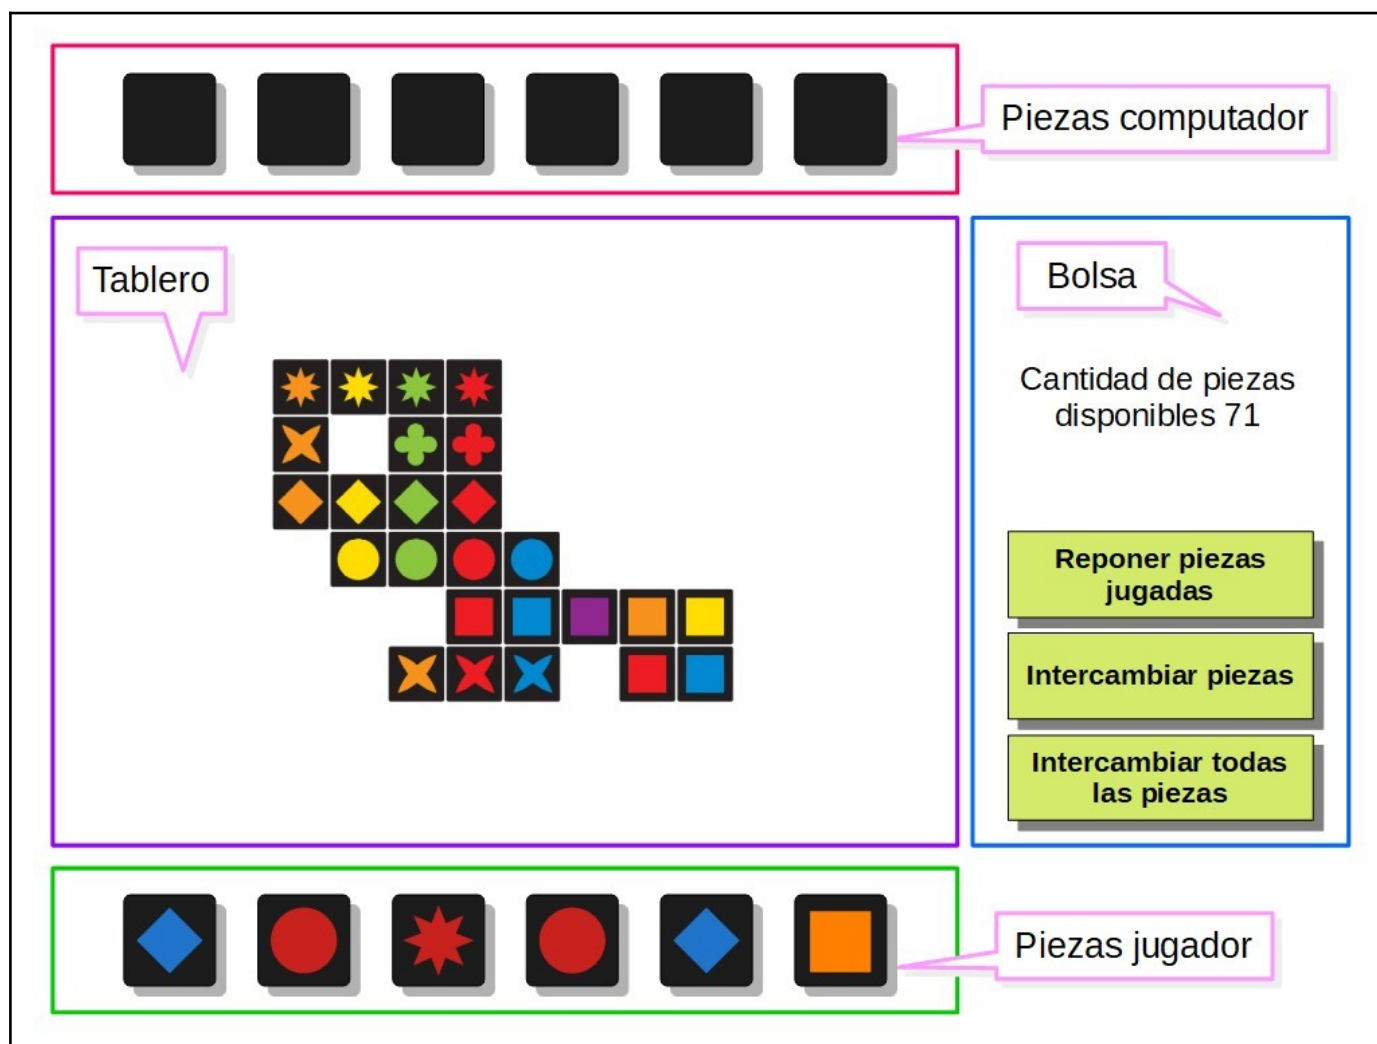 Piezas computador
Tablero
Bolsa
Cantidad de piezas
disponibles 71
Reponer piezas
jugadas
Intercambiar piezas
Intercambiar todas
las piezas
Piezas jugador